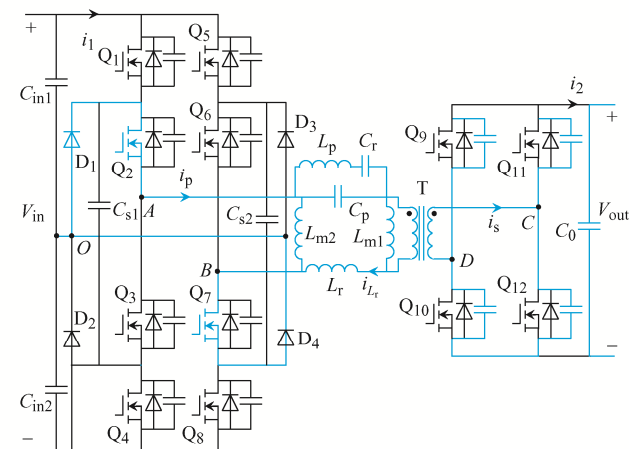 + i1 Q1 Q5
Cin1 Q6 D3 Lp Cr i2 +
D1 Q2 Q9 Q11
ip T
Vin Cs1 A Cs2 Lm2 Cp Lm1 is C C0 Vout
O B D
Lr iLr
D2 Q3 Q7 D4 Q10 Q12
Cin2 −
− Q4 Q8